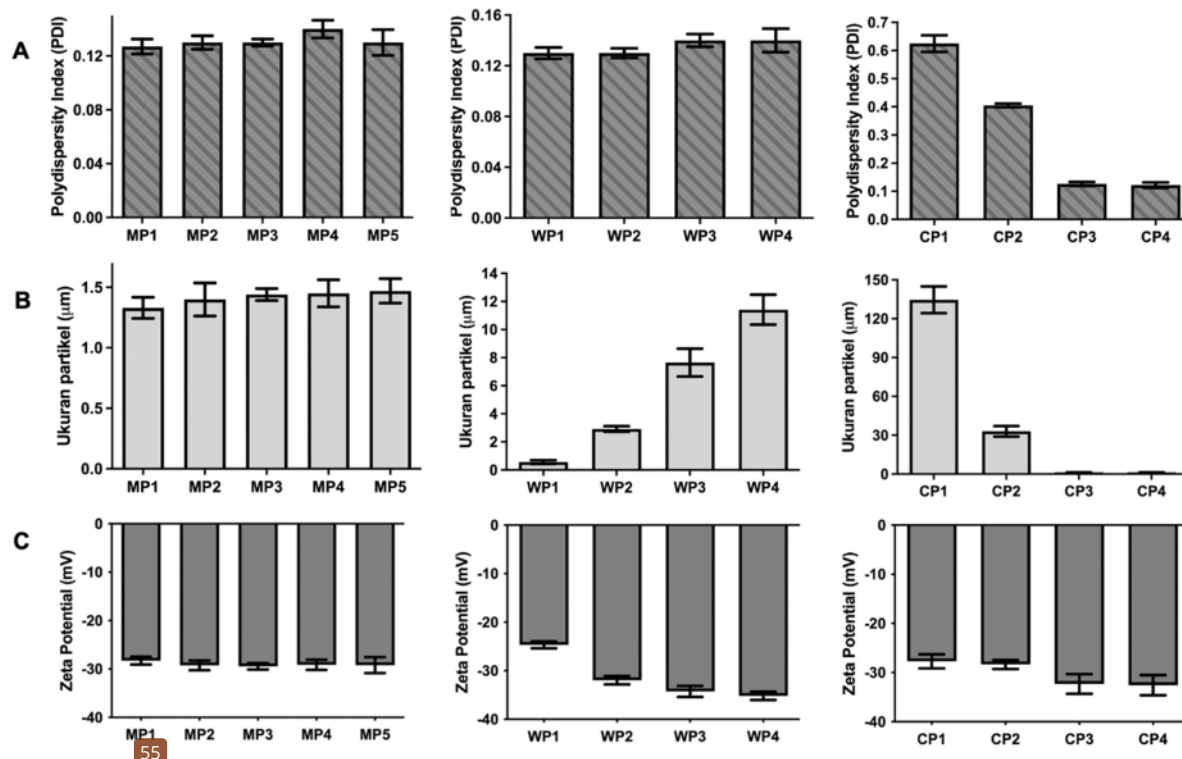 A
Polydispersity Index (PDI)
0.12
0.08
0.04
0.00
MP1 MP2 MP3 MP4 MP5
Polydispersity Index (PDI)
0.16
0.12
0.08
0.04
0.00
WP1 WP2 WP3 WP4
Polydispersity Index (PDI)
0.7
0.6
0.5
0.4
0.3
0.2
0.1
0.0
CP1 CP2 CP3 CP4
B
Ukuran partikel (μm)
1.5
1.0
0.5
0.0
MP1 MP2 MP3 MP4 MP5
Ukuran partikel (μm)
14
12
10
8
6
4
2
0
WP1 WP2 WP3 WP4
Ukuran partikel (μm)
150
120
90
60
30
0
CP1 CP2 CP3 CP4
C
Zeta Potential (mV)
0
-10
-20
-30
-40
MP1 MP2 MP3 MP4 MP5
Zeta Potential (mV)
0
-10
-20
-30
-40
WP1 WP2 WP3 WP4
Zeta Potential (mV)
0
-10
-20
-30
-40
CP1 CP2 CP3 CP4
55